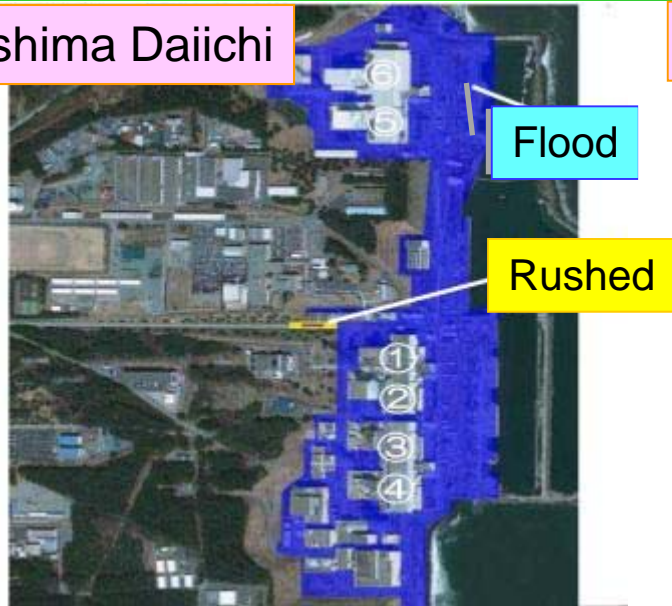 shima Daiichi
⑥
⑤
Flood
Rushed
①
②
③
④